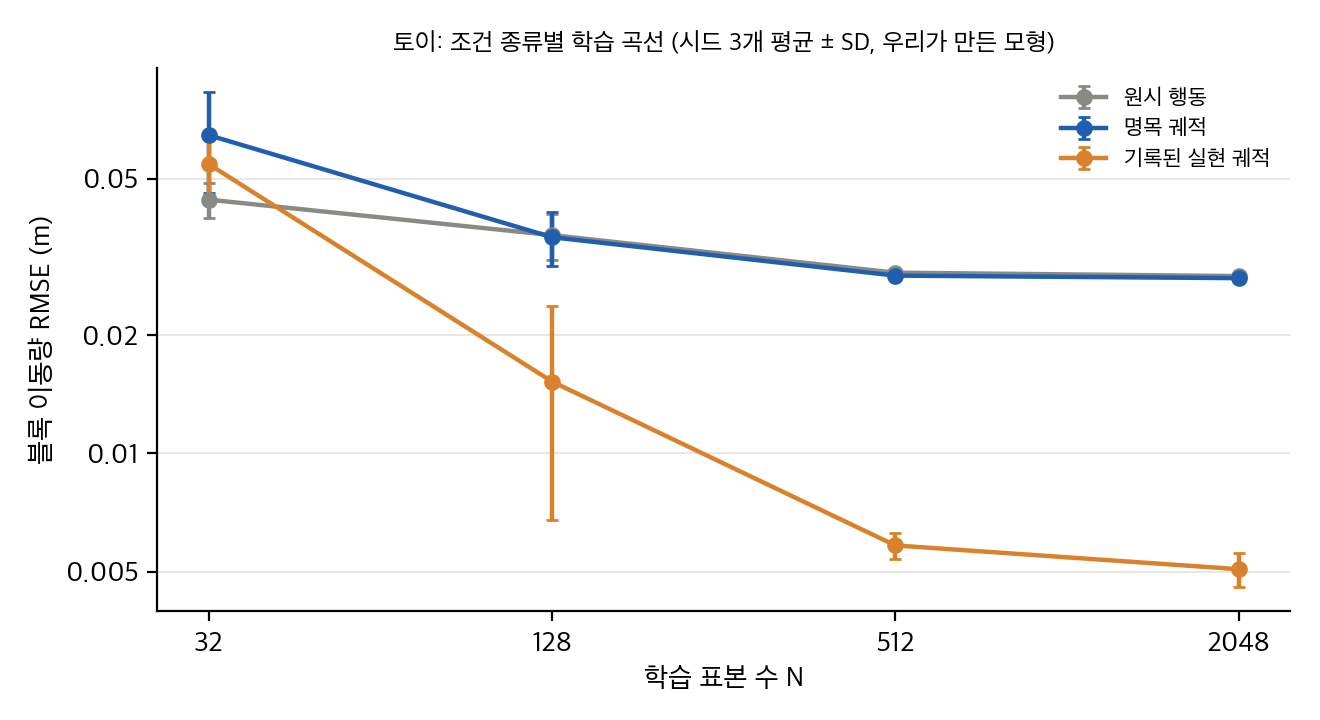 토이: 조건 종류별 학습 곡선 (시드 3개 평균 ± SD, 우리가 만든 모형)
원시 행동
명목 궤적
기록된 실현 궤적
블록 이동량 RMSE (m)
0.05
0.02
0.01
0.005
32
128
512
2048
학습 표본 수 N